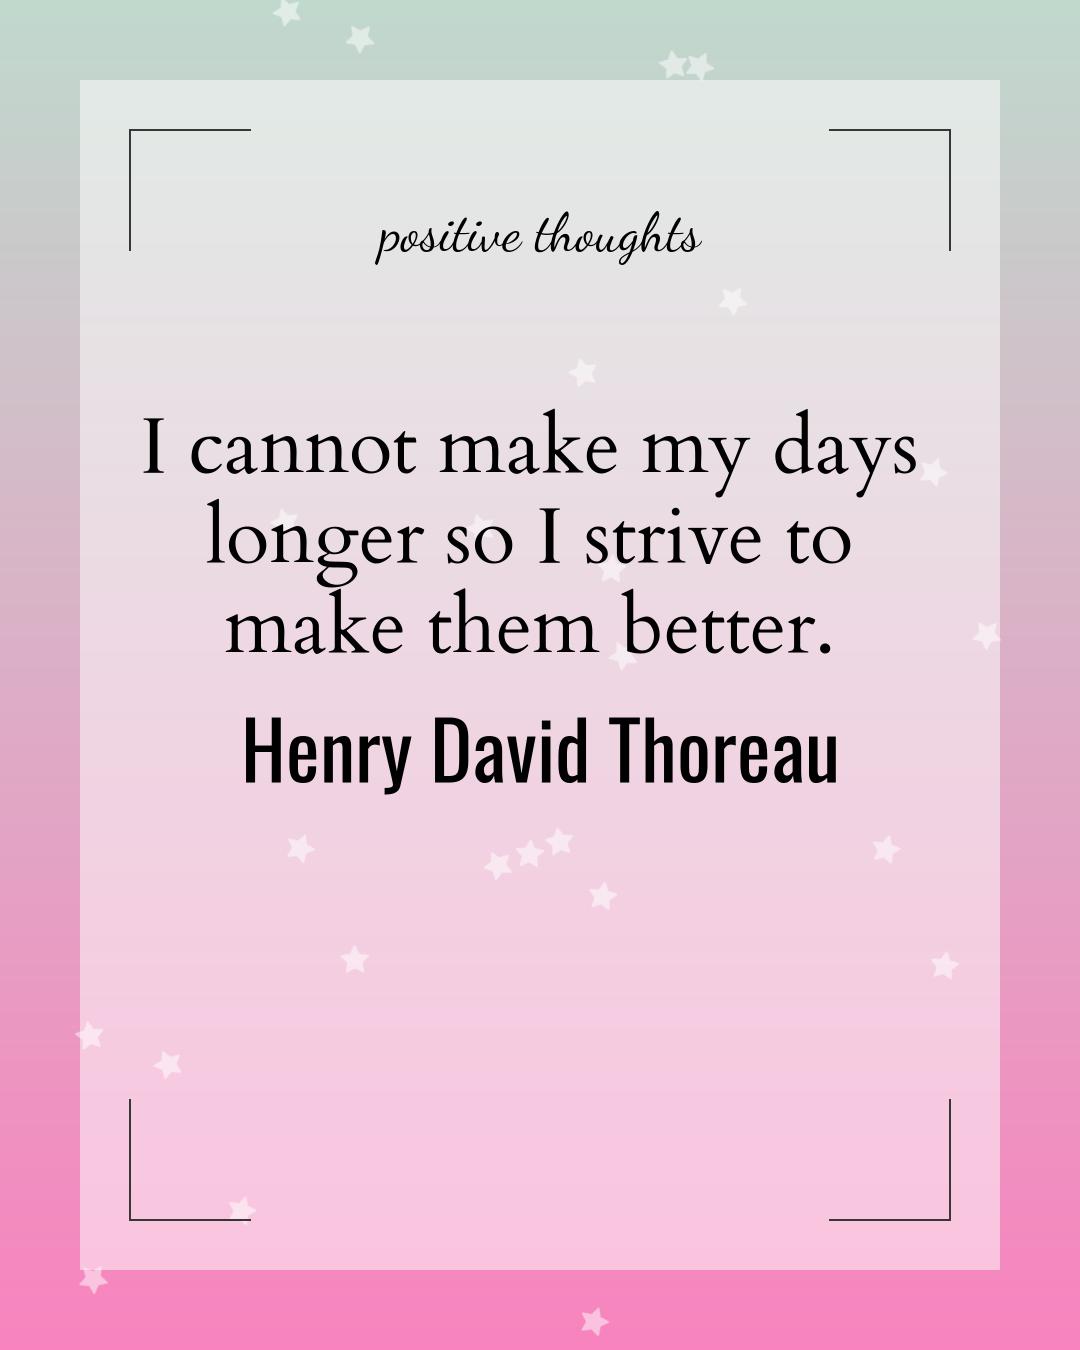 positive thoughts
I cannot make my days
longer so I strive to
make them better.
Henry David Thoreau